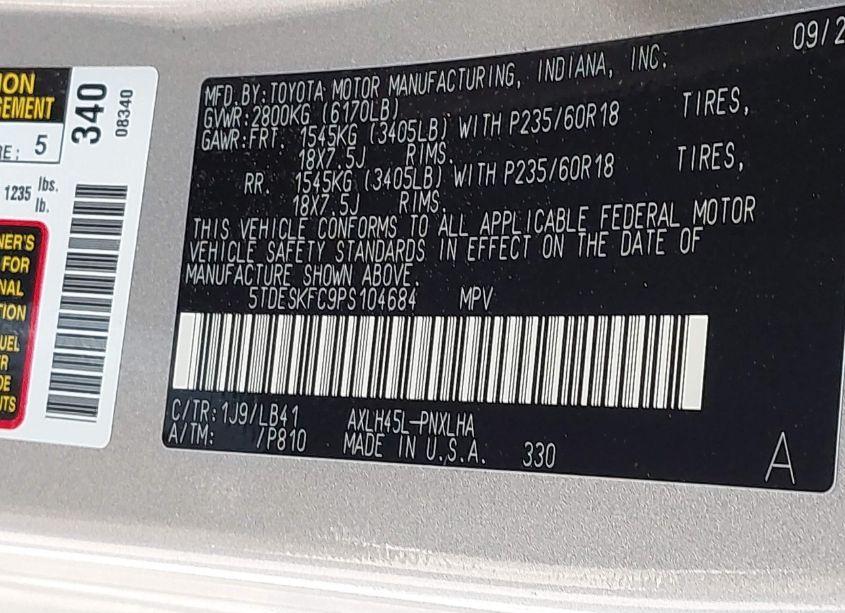 ION
GEMENT
RE: 5
1235 lbs.
lb.
NER'S
FOR
NAL
TION
UEL
R
DE
ITS
340
08340
09/2
MFD.BY:TOYOTA MOTOR MANUFACTURING, INDIANA, INC.
GVWR:2800KG (6170LB)
GAWR:FRT. 1545KG (3405LB) WITH P235/60R18 TIRES,
18X7.5J RIMS.
RR. 1545KG (3405LB) WITH P235/60R18 TIRES,
18X7.5J RIMS.
THIS VEHICLE CONFORMS TO ALL APPLICABLE FEDERAL MOTOR
VEHICLE SAFETY STANDARDS IN EFFECT ON THE DATE OF
MANUFACTURE SHOWN ABOVE.
5TDESKFC9PS104684 MPV
C/TR:1J9/LB41 AXLH45L-PNXLHA
A/TM: /P810 MADE IN U.S.A. 330
A